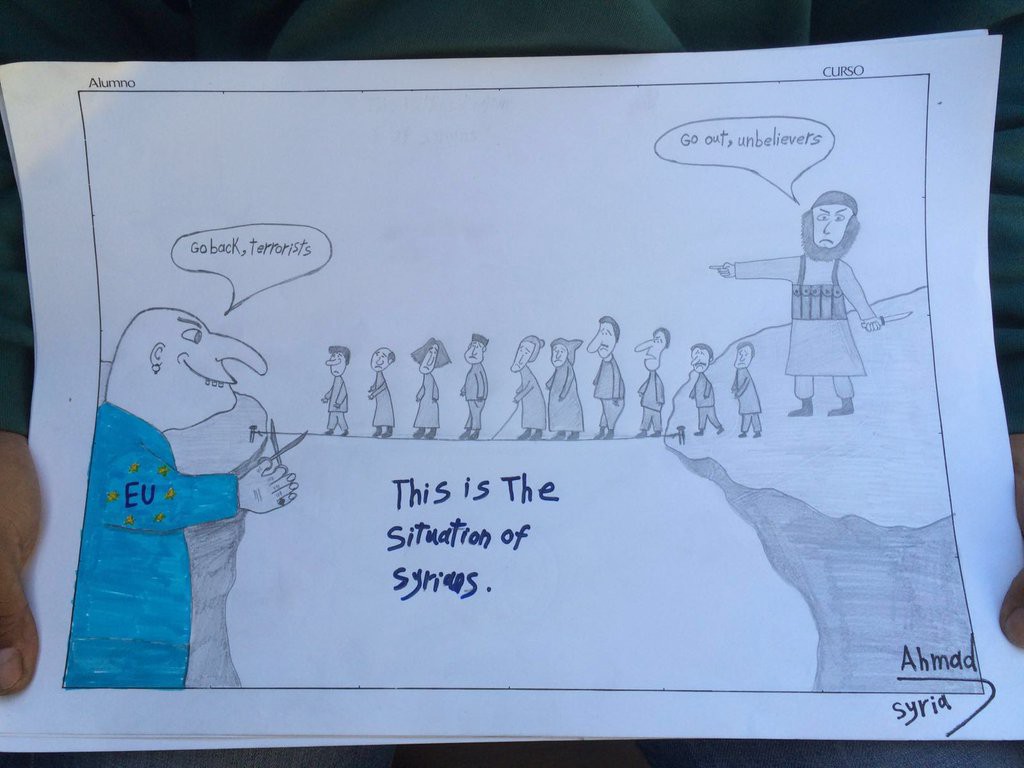 Alumno
CURSO
Go out, unbelievers
Go back, terrorists
EU
This is The
Situation of
Syrians.
Ahmad
Syria